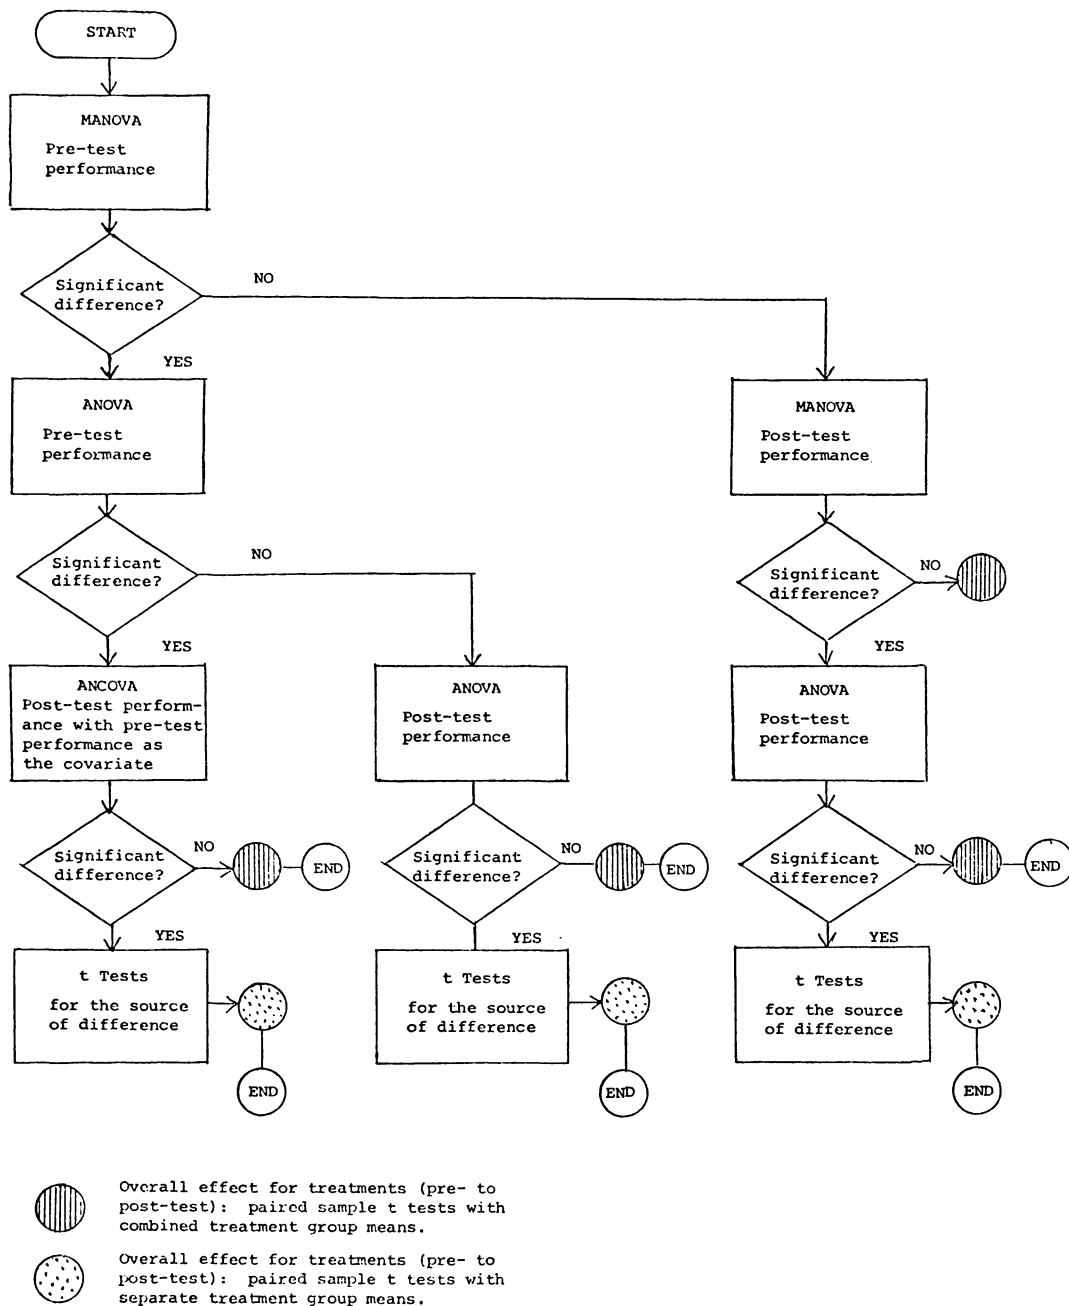 START
MANOVA
Pre-test
performance
Significant
difference?
NO
YES
ANOVA
Pre-test
performance
MANOVA
Post-test
performance
Significant
difference?
NO
YES
Significant
difference?
NO
YES
ANCOVA
Post-test perform-
ance with pre-test
performance as
the covariate
ANOVA
Post-test
performance
ANOVA
Post-test
performance
Significant
difference?
NO
END
YES
Significant
difference?
NO
END
YES
Significant
difference?
NO
END
YES
t Tests
for the source
of difference
END
t Tests
for the source
of difference
END
t Tests
for the source
of difference
END
Overall effect for treatments (pre- to
post-test): paired sample t tests with
combined treatment group means.
Overall effect for treatments (pre- to
post-test): paired sample t tests with
separate treatment group means.